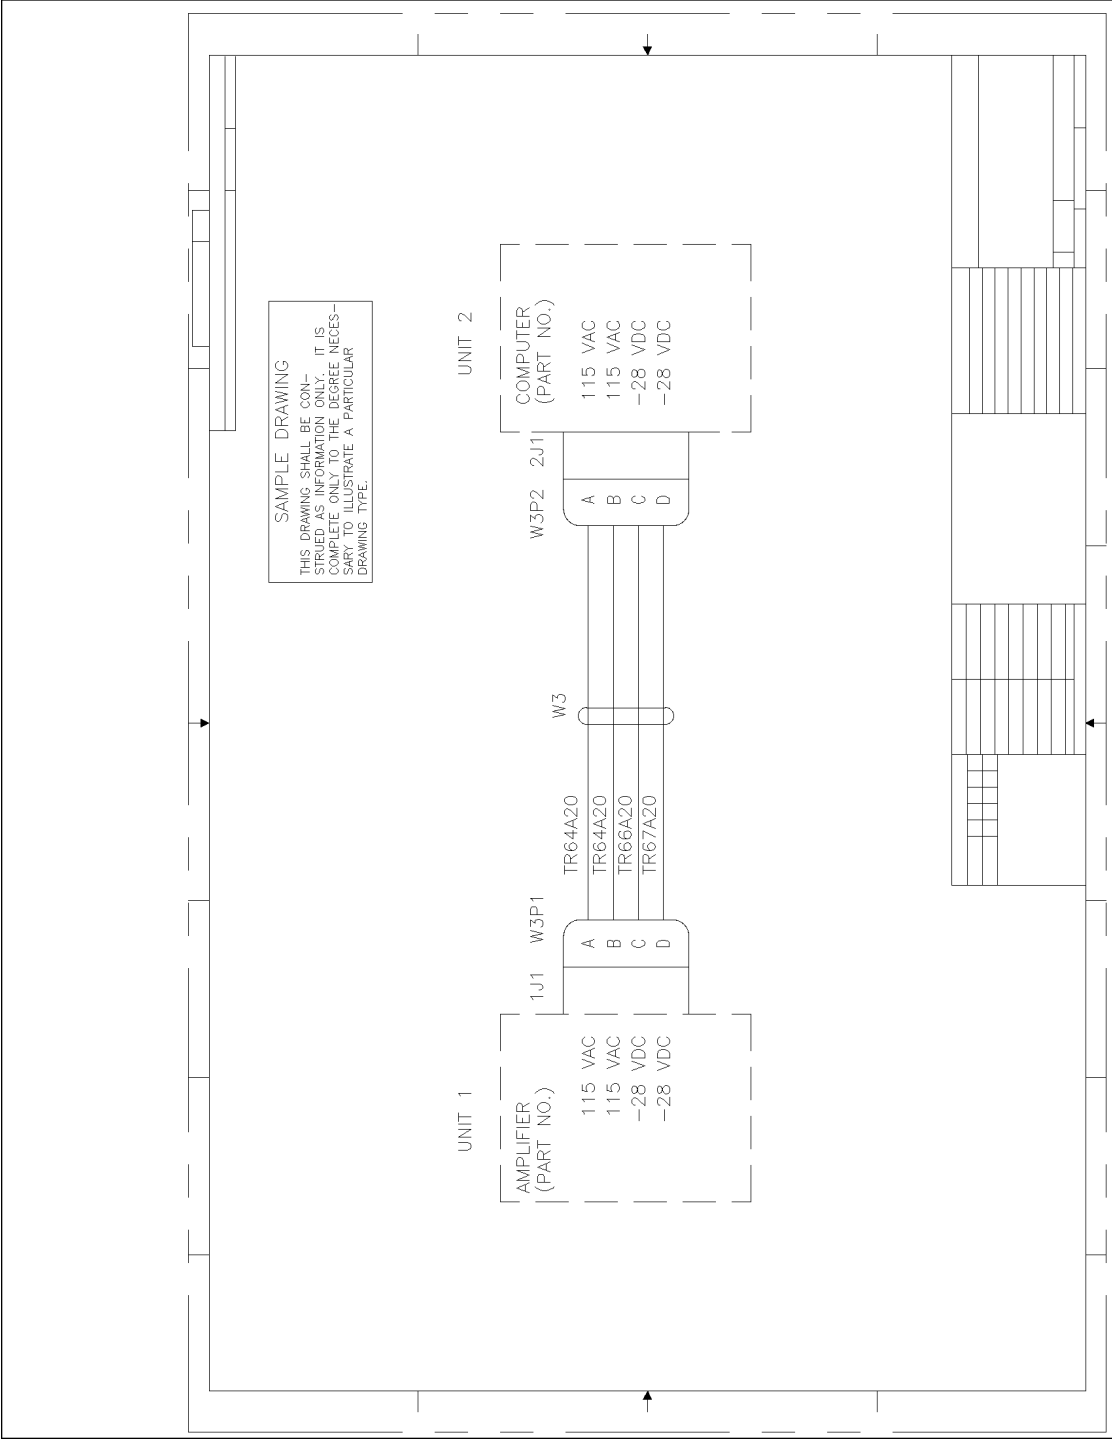 SAMPLE DRAWING
THIS DRAWING SHALL BE CON-
STRUED AS INFORMATION ONLY. IT IS
COMPLETE ONLY TO THE DEGREE NECES-
SARY TO ILLUSTRATE A PARTICULAR
DRAWING TYPE.
UNIT 1
AMPLIFIER
(PART NO.)
115 VAC
115 VAC
-28 VDC
-28 VDC
1J1 W3P1
A
B
C
D
TR64A20
TR64A20
TR66A20
TR67A20
W3
W3P2 2J1
A
B
C
D
UNIT 2
COMPUTER
(PART NO.)
115 VAC
115 VAC
-28 VDC
-28 VDC